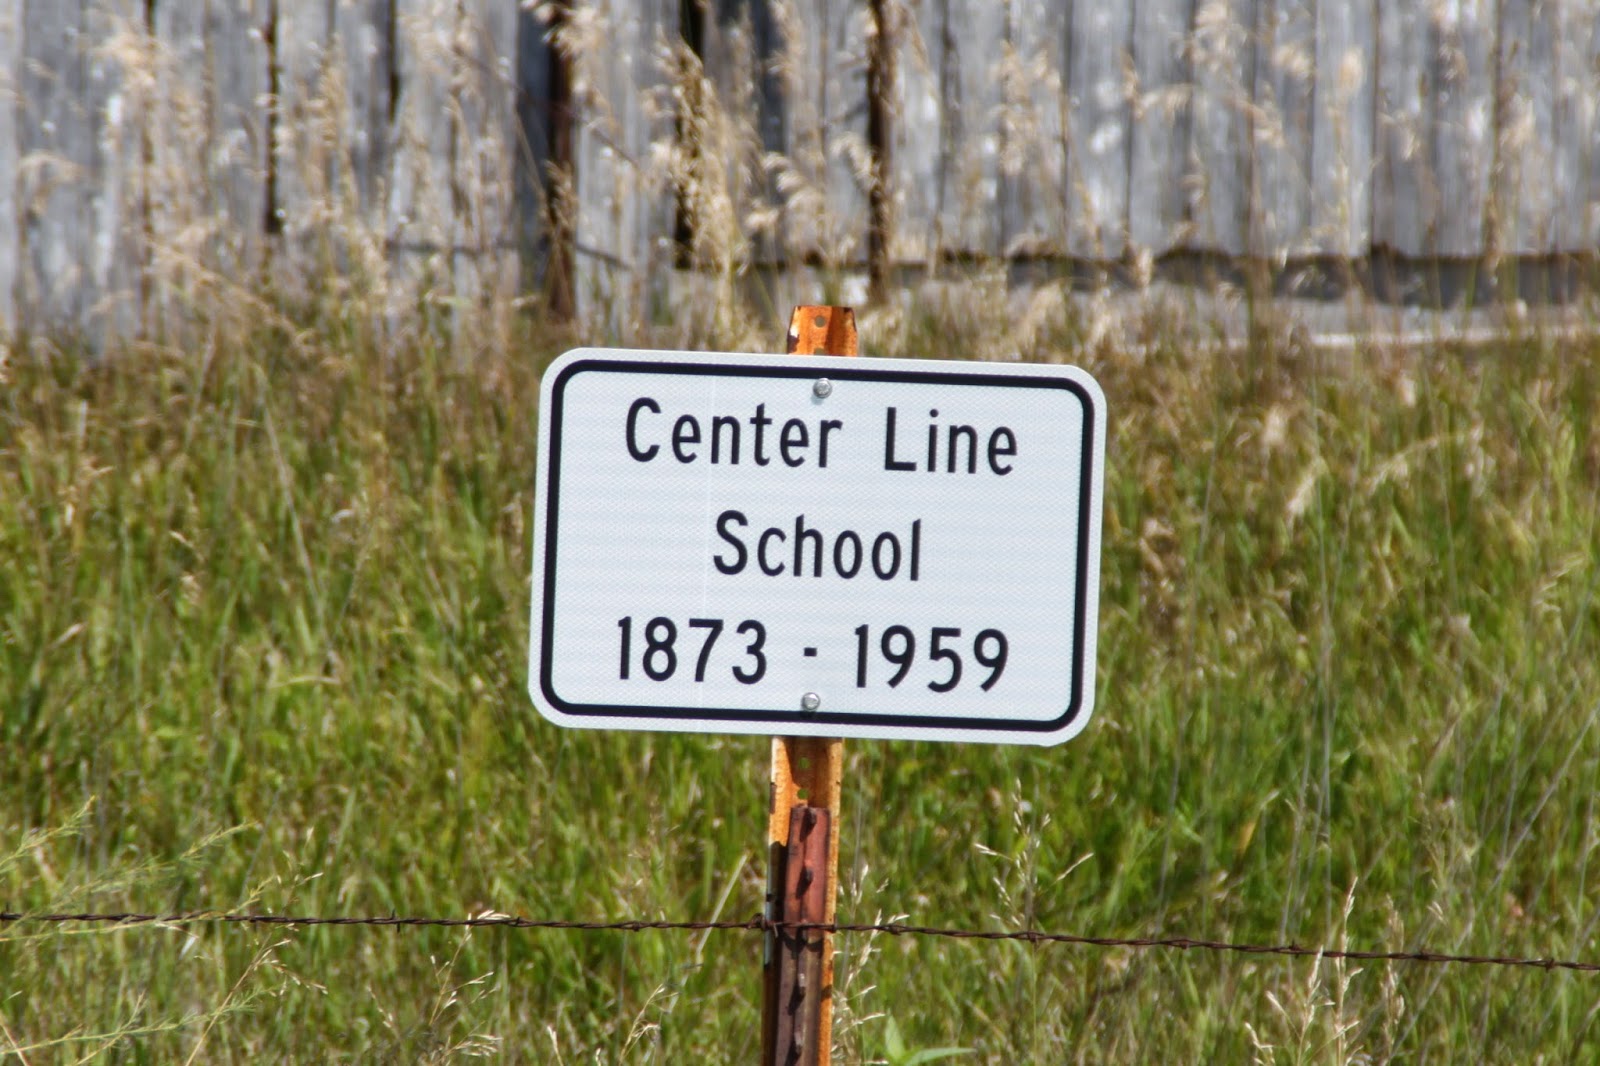 Center Line
School
1873 - 1959